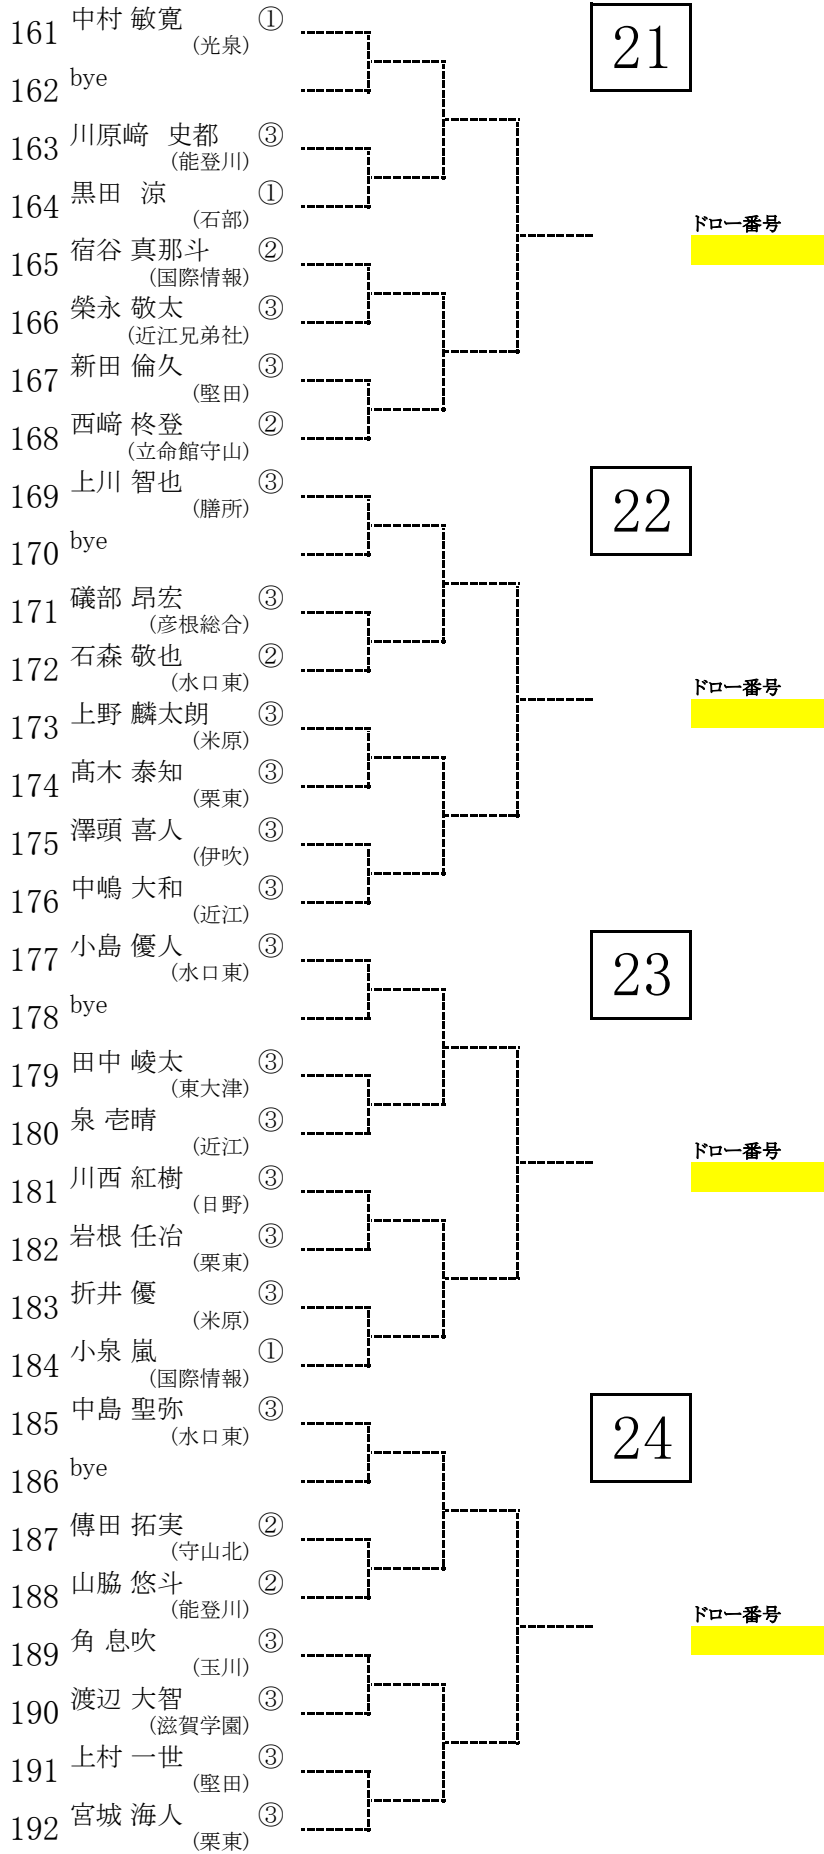 161 中村 敏寛 ①
(光泉)
21
162 bye
163 川原﨑 史都 ③
(能登川)
164 黒田 涼 ①
(石部)
ドロー番号
165 宿谷 真那斗 ②
(国際情報)
166 榮永 敬太 ③
(近江兄弟社)
167 新田 倫久 ③
(堅田)
168 西﨑 柊登 ②
(立命館守山)
169 上川 智也 ③
(膳所)
22
170 bye
171 礒部 昂宏 ③
(彦根総合)
172 石森 敬也 ②
(水口東)
ドロー番号
173 上野 麟太朗 ③
(米原)
174 髙木 泰知 ③
(栗東)
175 澤頭 喜人 ③
(伊吹)
176 中嶋 大和 ③
(近江)
177 小島 優人 ③
(水口東)
23
178 bye
179 田中 崚太 ③
(東大津)
180 泉 壱晴 ③
(近江)
ドロー番号
181 川西 紅樹 ③
(日野)
182 岩根 任冶 ③
(栗東)
183 折井 優 ③
(米原)
184 小泉 嵐 ①
(国際情報)
185 中島 聖弥 ③
(水口東)
24
186 bye
187 傳田 拓実 ②
(守山北)
188 山脇 悠斗 ②
(能登川)
ドロー番号
189 角 息吹 ③
(玉川)
190 渡辺 大智 ③
(滋賀学園)
191 上村 一世 ③
(堅田)
192 宮城 海人 ③
(栗東)